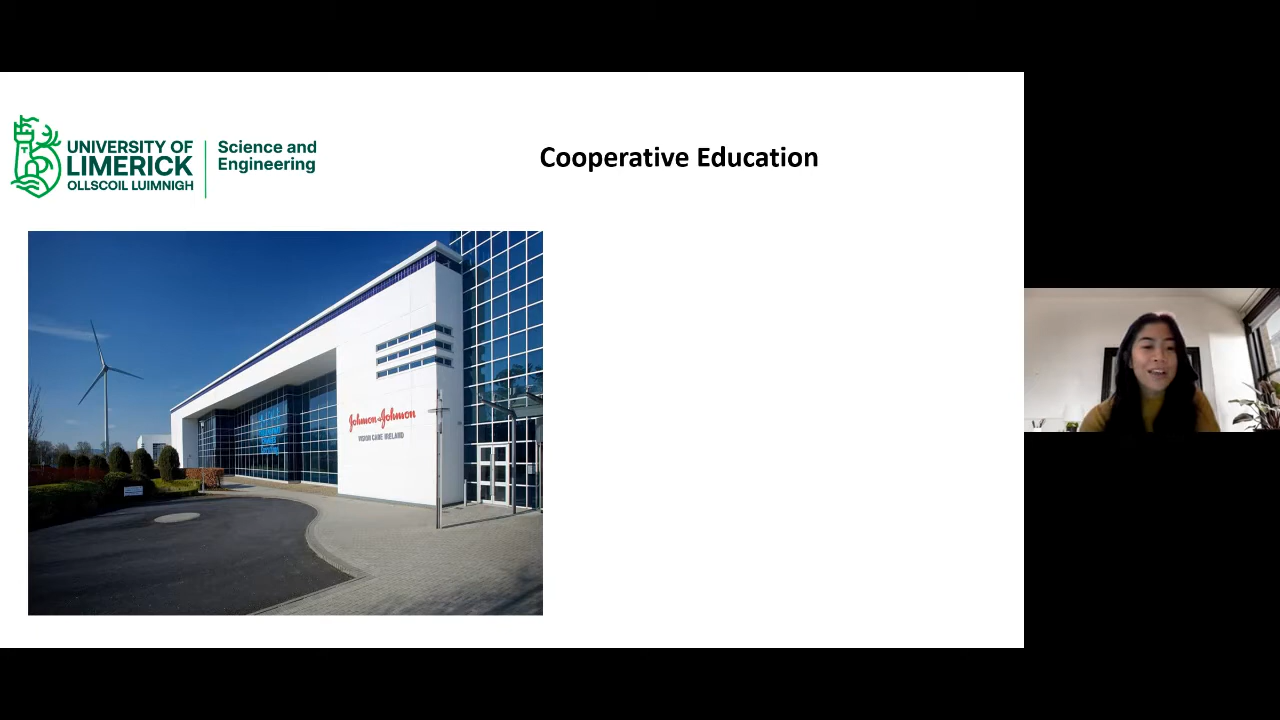 UNIVERSITY OF
LIMERICK
OLLSCOIL LUIMNIGH
Science and
Engineering
Cooperative Education
Johnson & Johnson
VISION CARE IRELAND